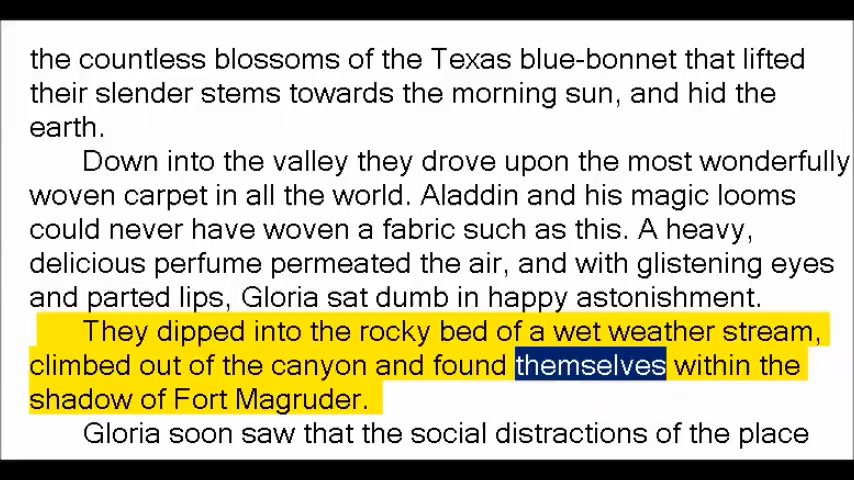 the countless blossoms of the Texas blue-bonnet that lifted
their slender stems towards the morning sun, and hid the
earth.
Down into the valley they drove upon the most wonderfully
woven carpet in all the world. Aladdin and his magic looms
could never have woven a fabric such as this. A heavy,
delicious perfume permeated the air, and with glistening eyes
and parted lips, Gloria sat dumb in happy astonishment.
They dipped into the rocky bed of a wet weather stream,
climbed out of the canyon and found themselves within the
shadow of Fort Magruder.
Gloria soon saw that the social distractions of the place